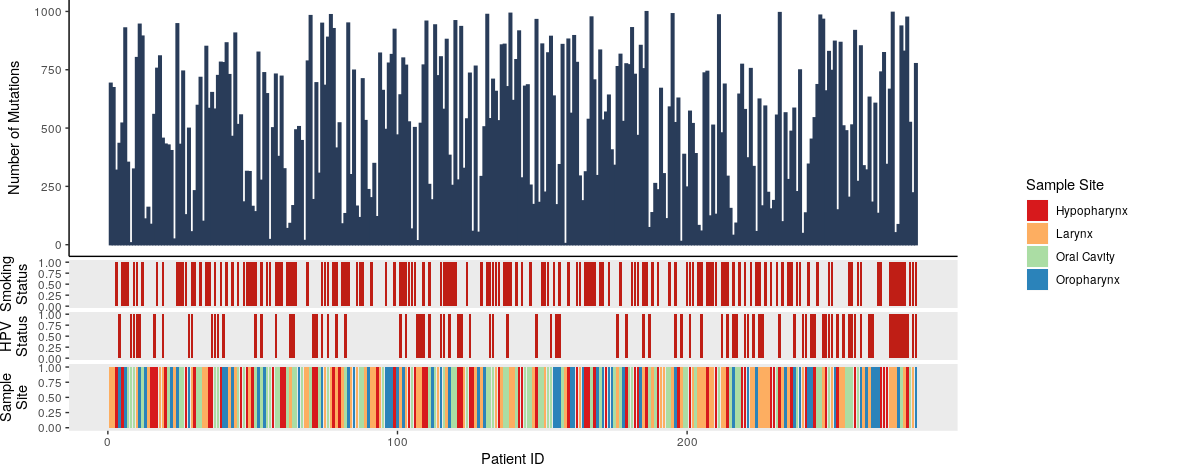 Number of Mutations
1000
750
500
250
0
Smoking
Status
1.00
0.75
0.50
0.25
0.00
HPV
Status
1.00
0.75
0.50
0.25
0.00
Sample
Site
1.00
0.75
0.50
0.25
0.00
0 100 200
Patient ID
Sample Site
Hypopharynx
Larynx
Oral Cavity
Oropharynx